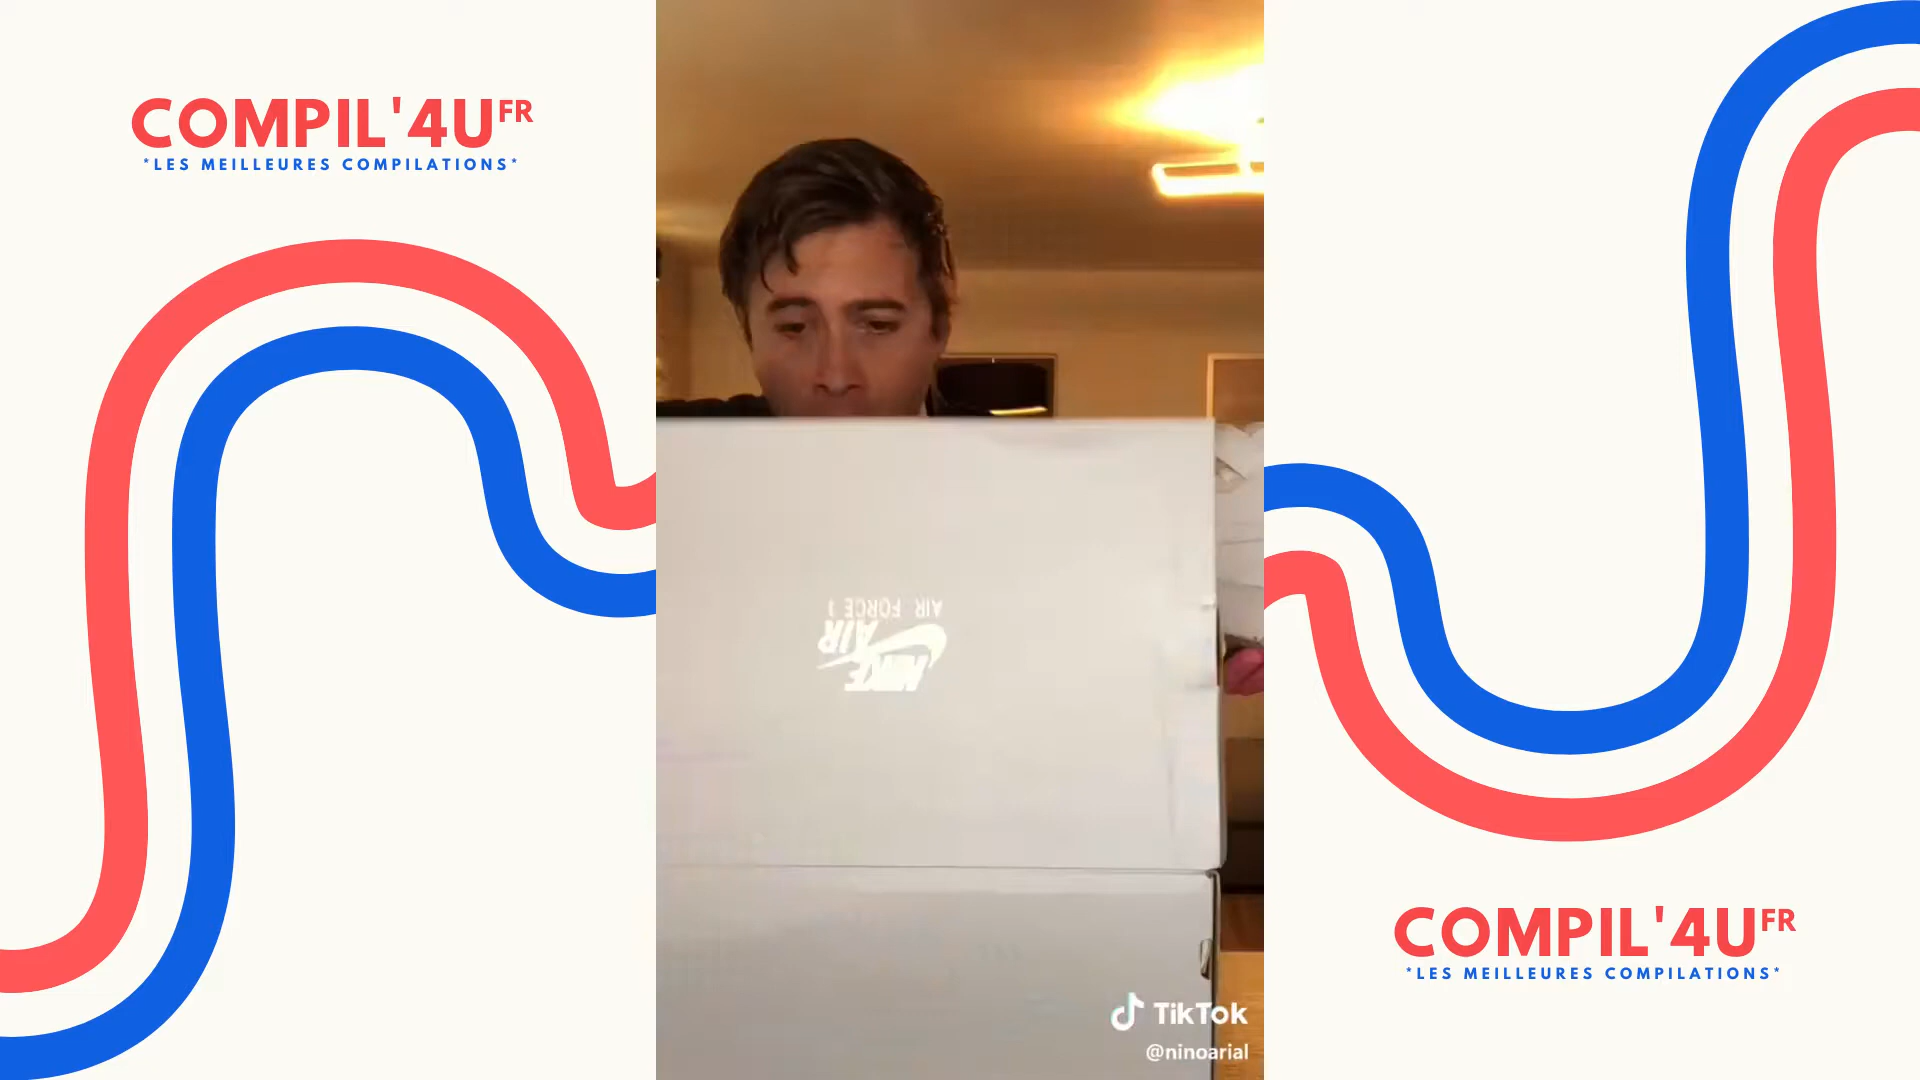 COMPIL'4U FR
*LES MEILLEURES COMPILATIONS*
AIR FORCE 1
AIR
NIKE
TikTok
@ninoarial
COMPIL'4U FR
*LES MEILLEURES COMPILATIONS*